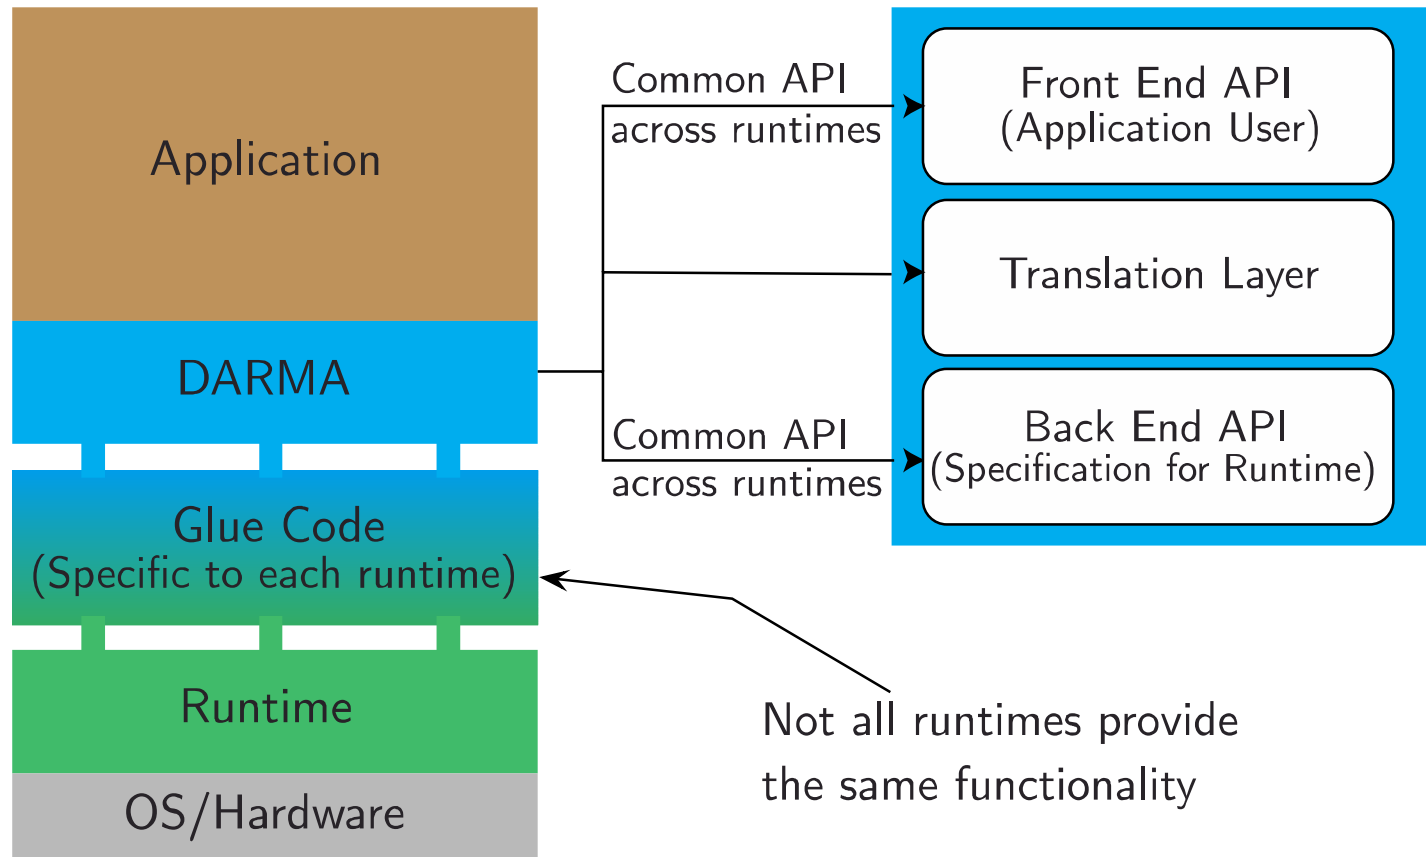 Application
DARMA
Glue Code
(Specific to each runtime)
Runtime
OS/Hardware
Common API
across runtimes
Common API
across runtimes
Front End API
(Application User)
Translation Layer
Back End API
(Specification for Runtime)
Not all runtimes provide
the same functionality